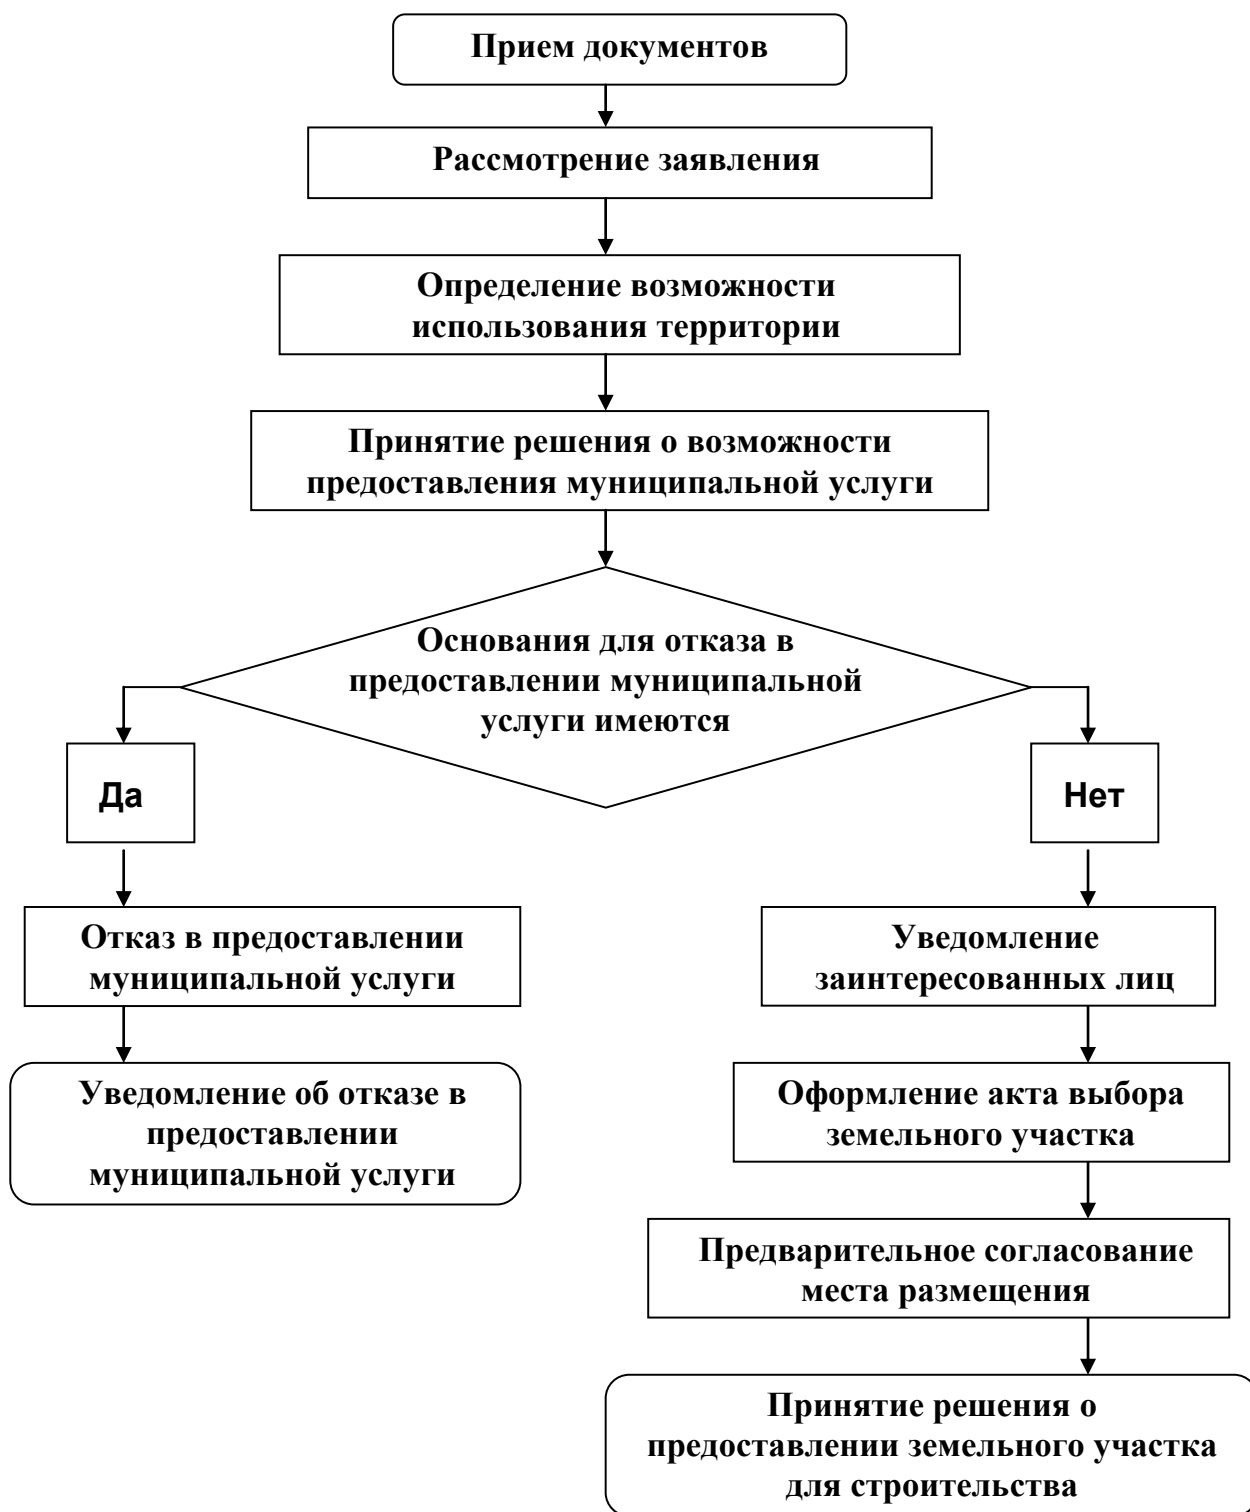 Прием документов
Рассмотрение заявления
Определение возможности
использования территории
Принятие решения о возможности
предоставления муниципальной услуги
Основания для отказа в
предоставлении муниципальной
услуги имеются
Да
Нет
Отказ в предоставлении
муниципальной услуги
Уведомление об отказе в
предоставлении
муниципальной услуги
Уведомление
заинтересованных лиц
Оформление акта выбора
земельного участка
Предварительное согласование
места размещения
Принятие решения о
предоставлении земельного участка
для строительства